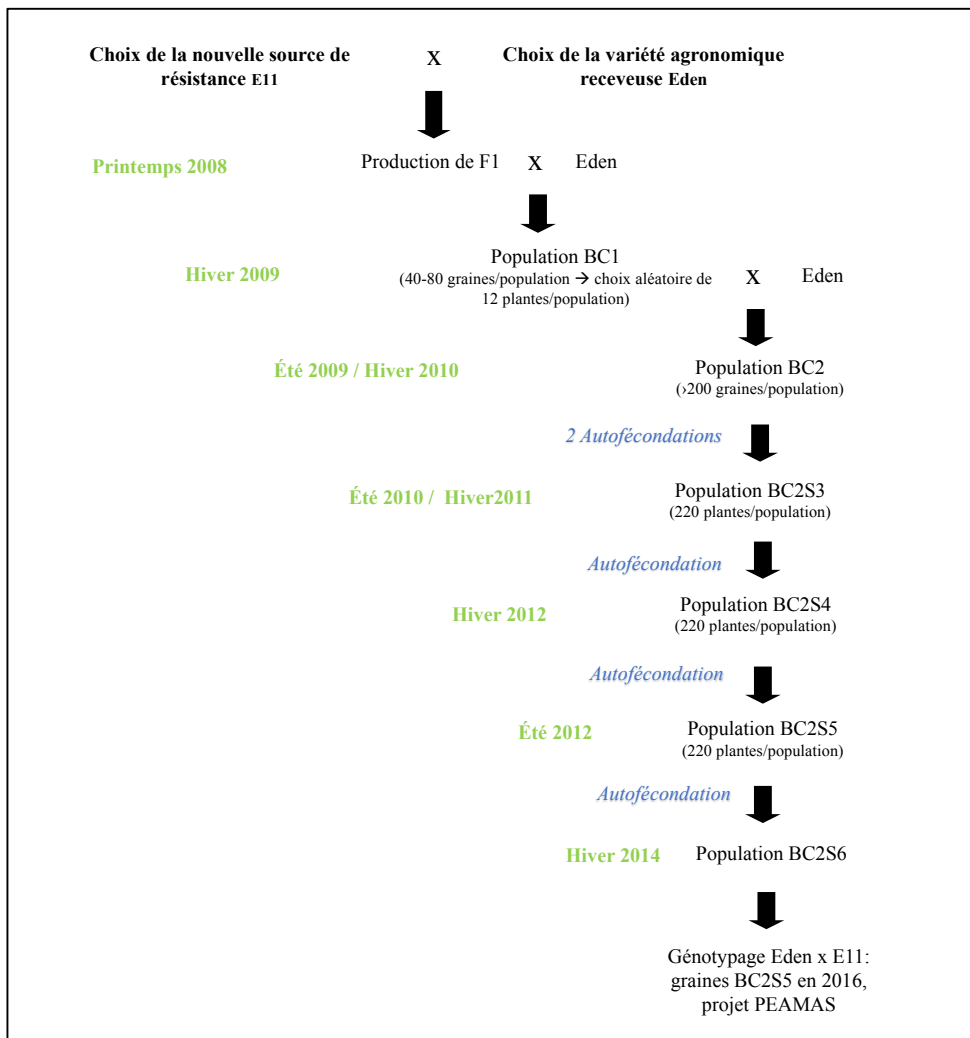 Choix de la nouvelle source de
résistance E11
X
Choix de la variété agronomique
receveuse Eden
Printemps 2008
Production de F1
X
Eden
Hiver 2009
Population BC1
(40-80 graines/population → choix aléatoire de
12 plantes/population)
X
Eden
Été 2009 / Hiver 2010
Population BC2
(›200 graines/population)
2 Autofécondations
Été 2010 / Hiver2011
Population BC2S3
(220 plantes/population)
Autofécondation
Hiver 2012
Population BC2S4
(220 plantes/population)
Autofécondation
Été 2012
Population BC2S5
(220 plantes/population)
Autofécondation
Hiver 2014
Population BC2S6
Génotypage Eden x E11:
graines BC2S5 en 2016,
projet PEAMAS